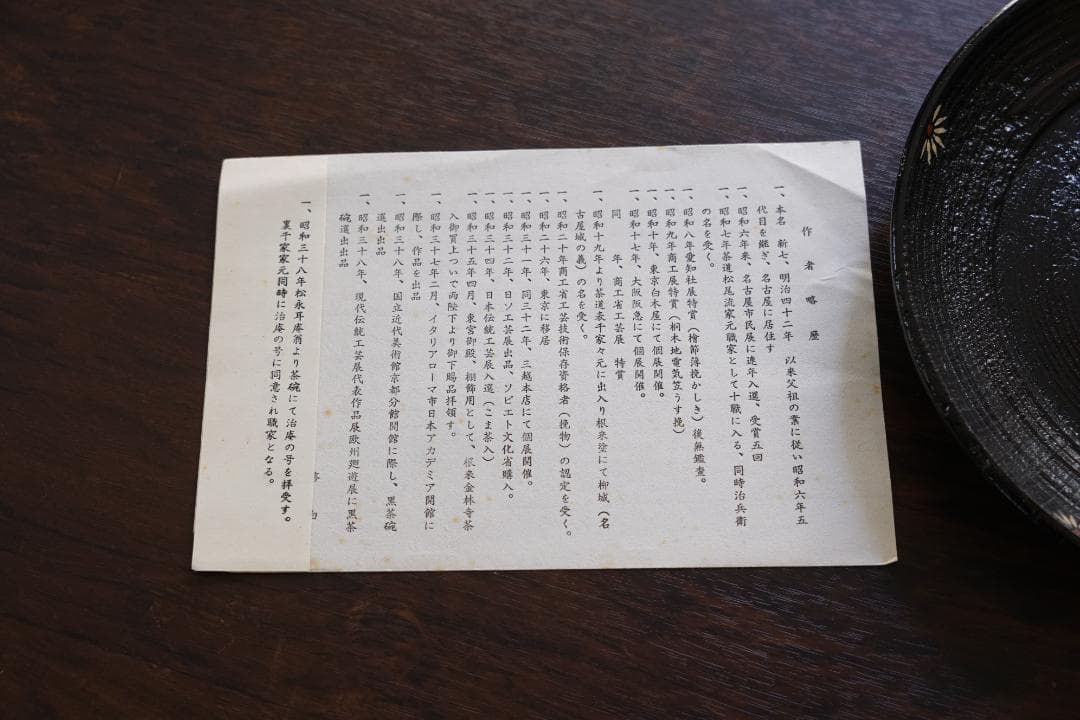 作者略歴
一、本名 新七、明治四十二年 以来父祖の業に従い昭和六年五
代目を継ぎ、名古屋に居住す
一、昭和六年来、名古屋市民展に連年入選、受賞五回
一、昭和七年茶道松尾流家元職家として十職に入る、同時治兵衛
の名を受く。
一、昭和八年愛知社展特賞(檜節薄挽かしき)後無鑑査。
一、昭和九年商工展特賞(桐木地電気笠うす挽)
一、昭和十年、東京白木屋にて個展開催。
一、昭和十七年、大阪阪急にて個展開催。
同 年、商工省工芸展 特賞
一、昭和十九年より茶道表千家々元に出入り根来塗にて柳城(名
古屋城の義)の名を受く。
一、昭和二十年商工省工芸技術保存資格者(挽物)の認定を受く。
一、昭和二十六年、東京に移居
一、昭和三十一年、同三十二年、三越本店にて個展開催。
一、昭和三十二年、日ソ工芸展出品、ソビエト文化省購入。
一、昭和三十四年、日本伝統工芸展入選(こま茶入)
一、昭和三十五年四月、東宮御殿、棚飾用として、根来金林寺茶
入御買上ついで両陛下より御下賜品拝領す。
一、昭和三十七年二月、イタリアローマ市日本アカデミア開館に
際し、作品を出品
一、昭和三十八年、国立近代美術館京都分館開館に際し、黒茶碗
選出出品
一、昭和三十八年、現代伝統工芸展代表作品展欧州廻遊展に黒茶
碗選出出品
一、昭和三十八年松永耳庵翁より茶碗にて治庵の号を拝受す。
裏千家家元同時に治庵の号に同意され職家となる。